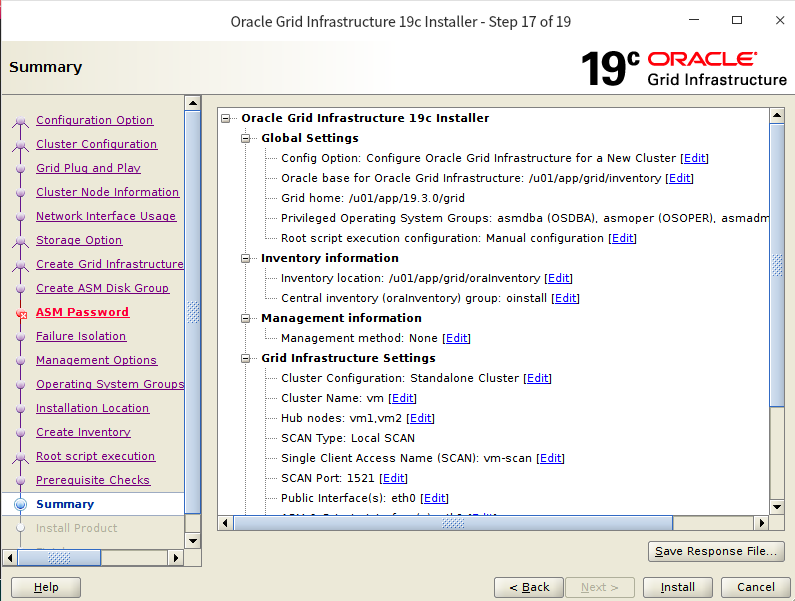 Oracle Grid Infrastructure 19c Installer - Step 17 of 19
Summary
19c ORACLE
Grid Infrastructure
Configuration Option
Cluster Configuration
Grid Plug and Play
Cluster Node Information
Network Interface Usage
Storage Option
Create Grid Infrastructure
Create ASM Disk Group
ASM Password
Failure Isolation
Management Options
Operating System Groups
Installation Location
Create Inventory
Root script execution
Prerequisite Checks
Summary
Install Product
Oracle Grid Infrastructure 19c Installer
Global Settings
Config Option: Configure Oracle Grid Infrastructure for a New Cluster [Edit]
Oracle base for Oracle Grid Infrastructure: /u01/app/grid/inventory [Edit]
Grid home: /u01/app/19.3.0/grid
Privileged Operating System Groups: asmdba (OSDBA), asmoper (OSOPER), asmadm
Root script execution configuration: Manual configuration [Edit]
Inventory information
Inventory location: /u01/app/grid/oraInventory [Edit]
Central inventory (oraInventory) group: oinstall [Edit]
Management information
Management method: None [Edit]
Grid Infrastructure Settings
Cluster Configuration: Standalone Cluster [Edit]
Cluster Name: vm [Edit]
Hub nodes: vm1,vm2 [Edit]
SCAN Type: Local SCAN
Single Client Access Name (SCAN): vm-scan [Edit]
SCAN Port: 1521 [Edit]
Public Interface(s): eth0 [Edit]
Save Response File...
Help
< Back
Next >
Install
Cancel